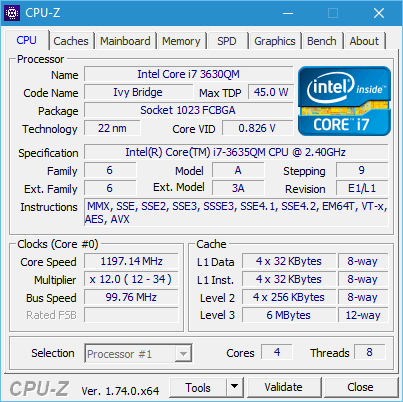 CPU-Z
CPU Caches Mainboard Memory SPD Graphics Bench About
Processor
Name Intel Core i7 3630QM
Code Name Ivy Bridge Max TDP 45.0 W
Package Socket 1023 FCBGA
Technology 22 nm Core VID 0.826 V
intel inside™
CORE™ i7
Specification Intel(R) Core(TM) i7-3635QM CPU @ 2.40GHz
Family 6 Model A Stepping 9
Ext. Family 6 Ext. Model 3A Revision E1/L1
Instructions MMX, SSE, SSE2, SSE3, SSSE3, SSE4.1, SSE4.2, EM64T, VT-x,
AES, AVX
Clocks (Core #0) Cache
Core Speed 1197.14 MHz L1 Data 4 x 32 KBytes 8-way
Multiplier x 12.0 ( 12 - 34 ) L1 Inst. 4 x 32 KBytes 8-way
Bus Speed 99.76 MHz Level 2 4 x 256 KBytes 8-way
Rated FSB Level 3 6 MBytes 12-way
Selection Processor #1 Cores 4 Threads 8
CPU-Z Ver. 1.74.0.x64 Tools Validate Close